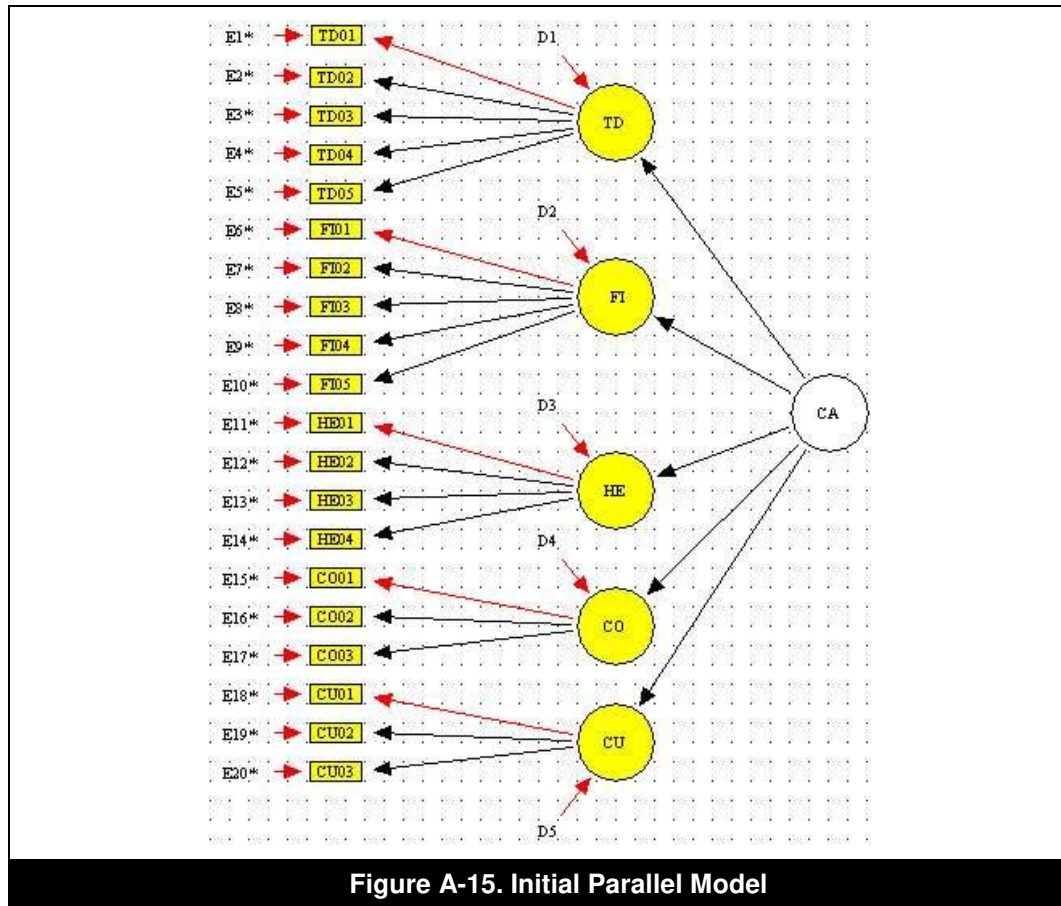 E1* TD01 D1
E2* TD02
E3* TD03 TD
E4* TD04
E5* TD05
D2
E6* FI01
E7* FI02
FI
E8* FI03
E9* FI04
E10* FI05
D3
CA
E11* HE01
E12* HE02
HE
E13* HE03
E14* HE04 D4
E15* CO01
E16* CO02
CO
E17* CO03
E18* CU01
E19* CU02
CU
E20* CU03
D5
Figure A-15. Initial Parallel Model